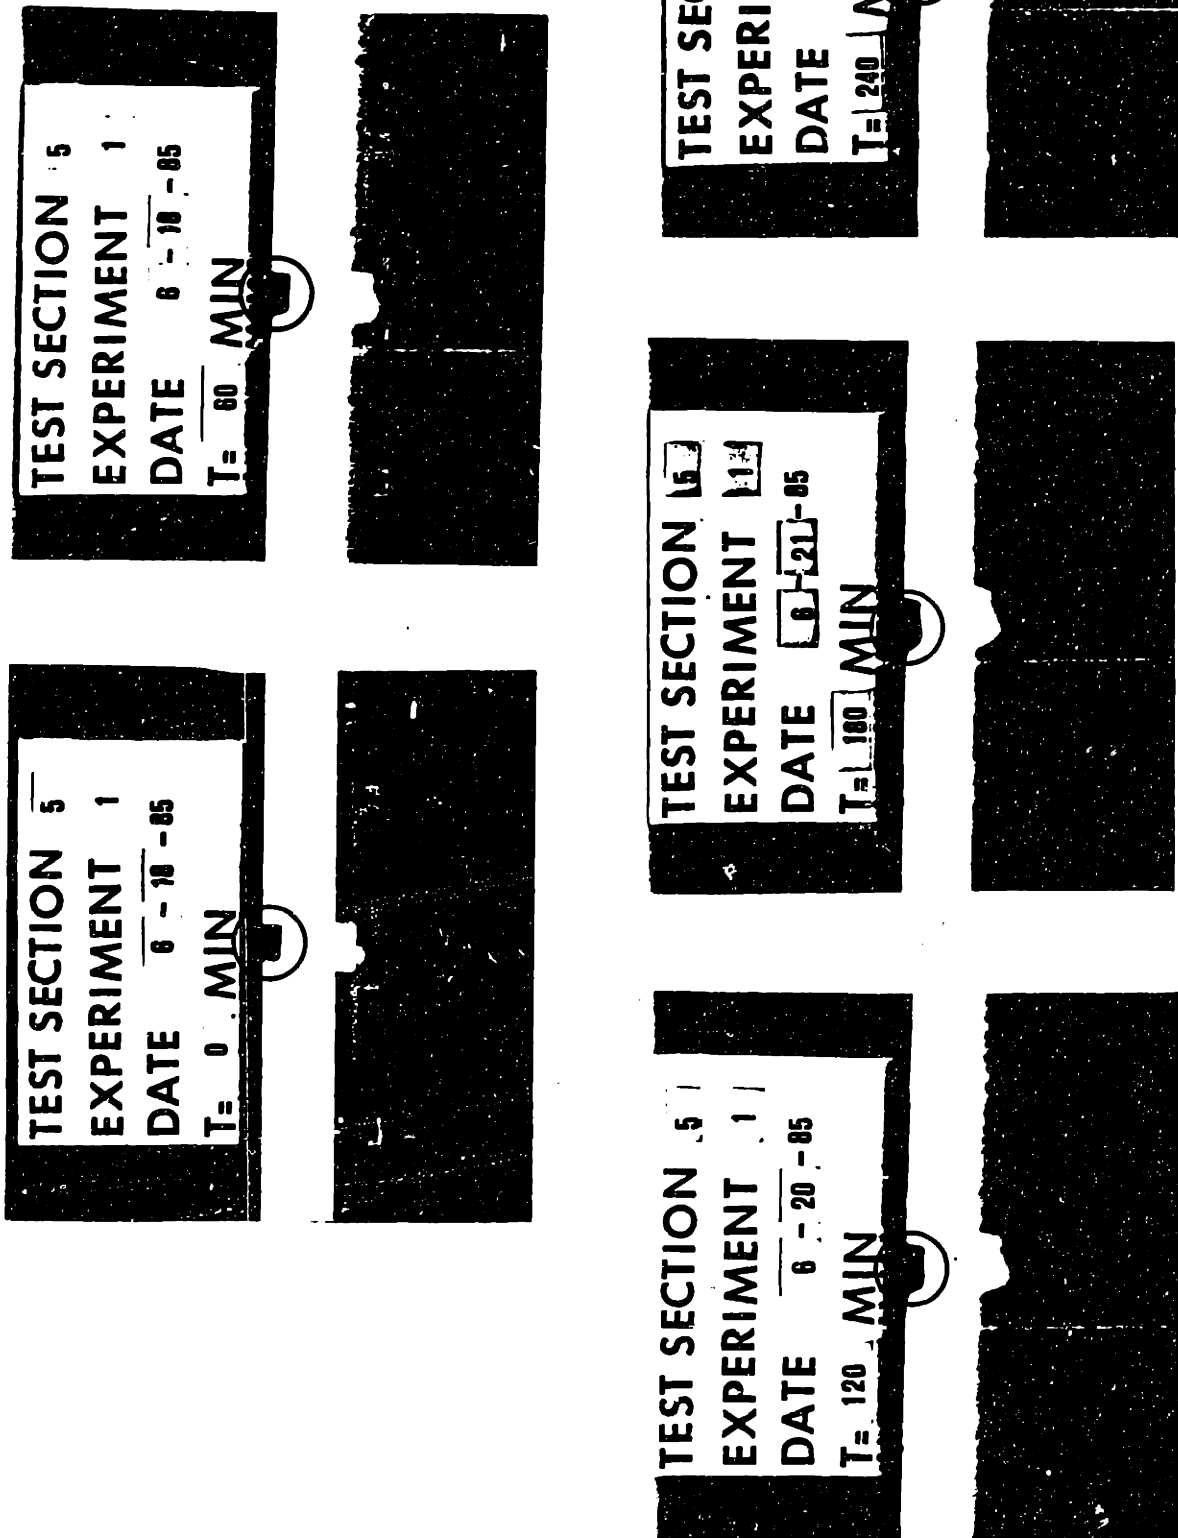 TEST SECTION 5
EXPERIMENT 1
DATE 6 - 18 - 85
T= 0 MIN
TEST SECTION 5
EXPERIMENT 1
DATE 6 - 18 - 85
T= 60 MIN
TEST SECTION 5
EXPERIMENT 1
DATE 6 - 20 - 85
T= 120 MIN
TEST SECTION 5
EXPERIMENT 1
DATE 6 - 21 - 85
T= 180 MIN
TEST SEC
EXPERI
DATE
T= 240